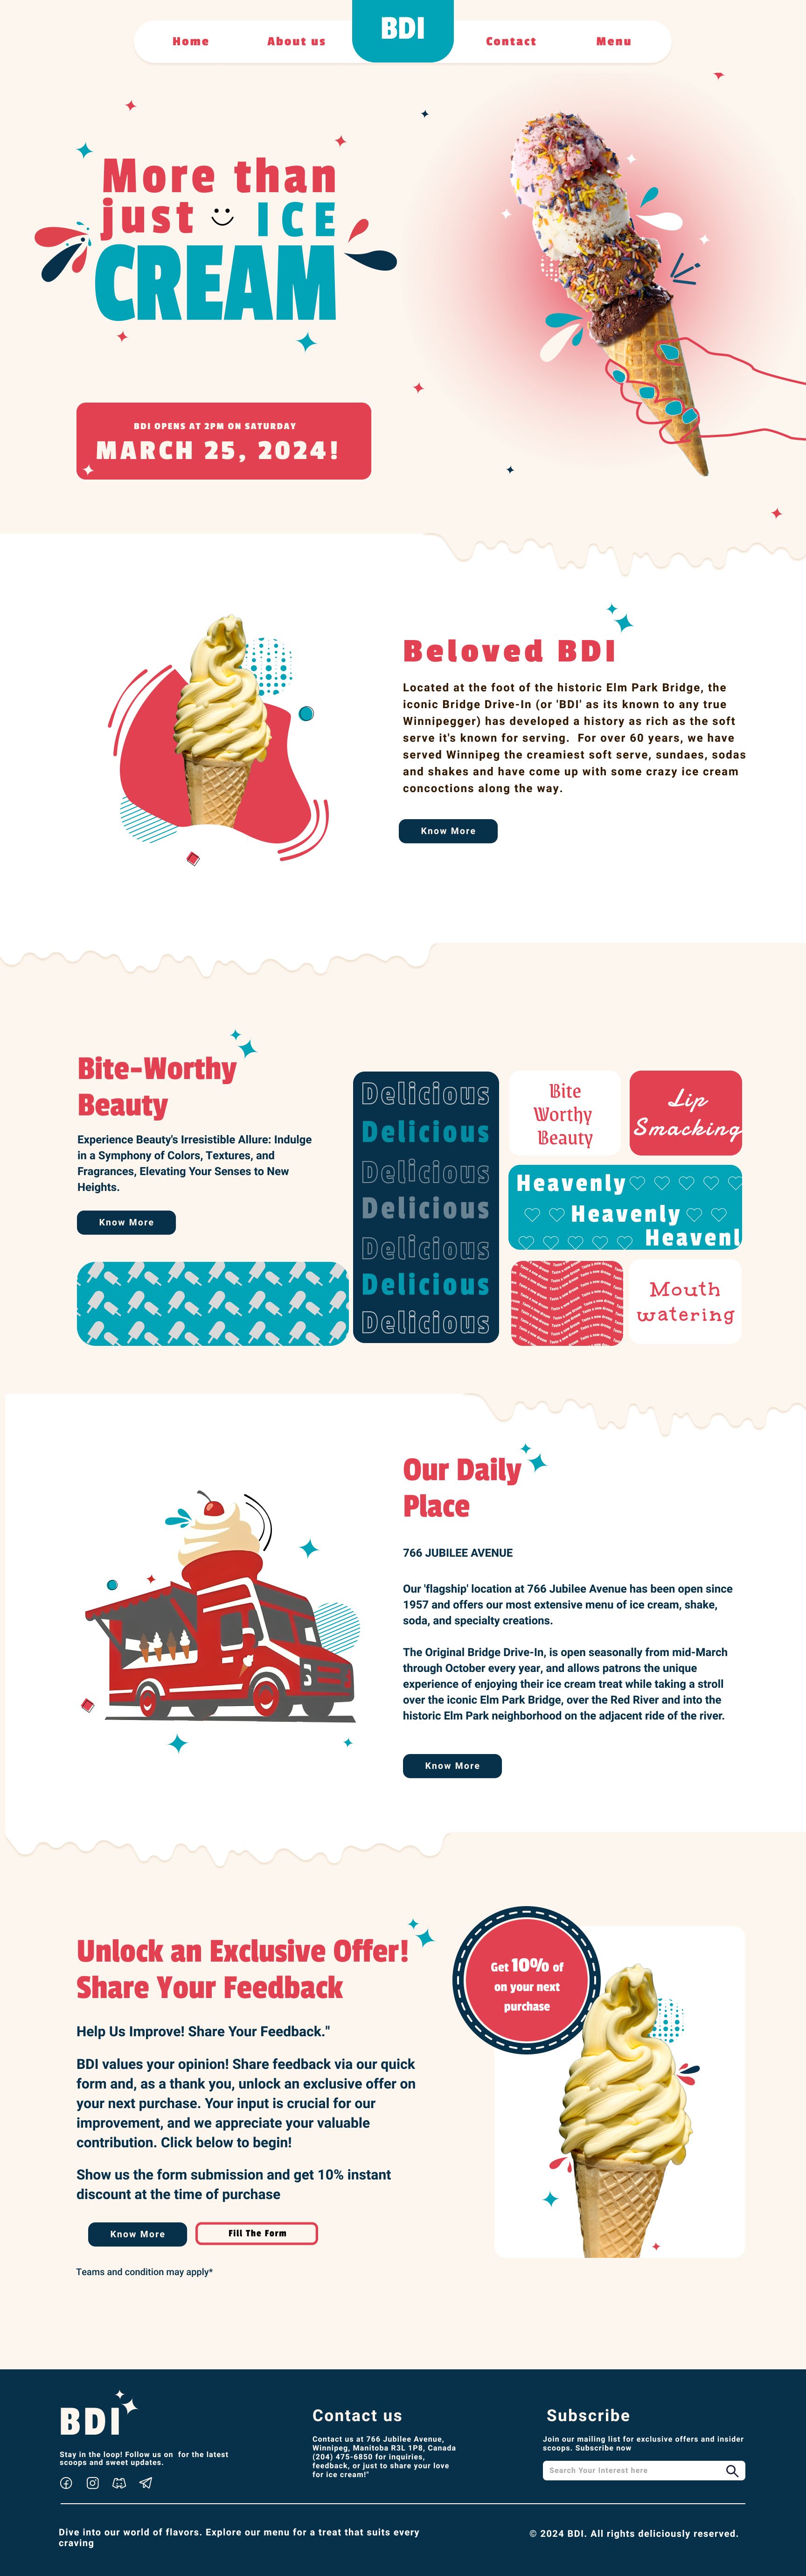 BDI
Home
About us
Contact
Menu
More than
just ICE
CREAM
BDI OPENS AT 2PM ON SATURDAY
MARCH 25, 2024!
Beloved BDI
Located at the foot of the historic Elm Park Bridge, the
iconic Bridge Drive-In (or 'BDI' as its known to any true
Winnipegger) has developed a history as rich as the soft
serve it's known for serving. For over 60 years, we have
served Winnipeg the creamiest soft serve, sundaes, sodas
and shakes and have come up with some crazy ice cream
concoctions along the way.
Know More
Bite-Worthy
Beauty
Experience Beauty's Irresistible Allure: Indulge
in a Symphony of Colors, Textures, and
Fragrances, Elevating Your Senses to New
Heights.
Know More
Delicious
Delicious
Delicious
Delicious
Delicious
Delicious
Delicious
Bite
Worthy
Beauty
Lip
Smacking
Heavenly
Heavenly
Heavenl
Mouth
watering
Our Daily
Place
766 JUBILEE AVENUE
Our 'flagship' location at 766 Jubilee Avenue has been open since
1957 and offers our most extensive menu of ice cream, shake,
soda, and specialty creations.
The Original Bridge Drive-In, is open seasonally from mid-March
through October every year, and allows patrons the unique
experience of enjoying their ice cream treat while taking a stroll
over the iconic Elm Park Bridge, over the Red River and into the
historic Elm Park neighborhood on the adjacent ride of the river.
Know More
Unlock an Exclusive Offer!
Share Your Feedback
Help Us Improve! Share Your Feedback."
BDI values your opinion! Share feedback via our quick
form and, as a thank you, unlock an exclusive offer on
your next purchase. Your input is crucial for our
improvement, and we appreciate your valuable
contribution. Click below to begin!
Show us the form submission and get 10% instant
discount at the time of purchase
Know More
Fill The Form
Teams and condition may apply*
Get 10% of
on your next
purchase
BDI
Stay in the loop! Follow us on for the latest
scoops and sweet updates.
Contact us
Contact us at 766 Jubilee Avenue,
Winnipeg, Manitoba R3L 1P8, Canada
(204) 475-6850 for inquiries,
feedback, or just to share your love
for ice cream!"
Subscribe
Join our mailing list for exclusive offers and insider
scoops. Subscribe now
Search Your Interest here
Dive into our world of flavors. Explore our menu for a treat that suits every
craving
© 2024 BDI. All rights deliciously reserved.